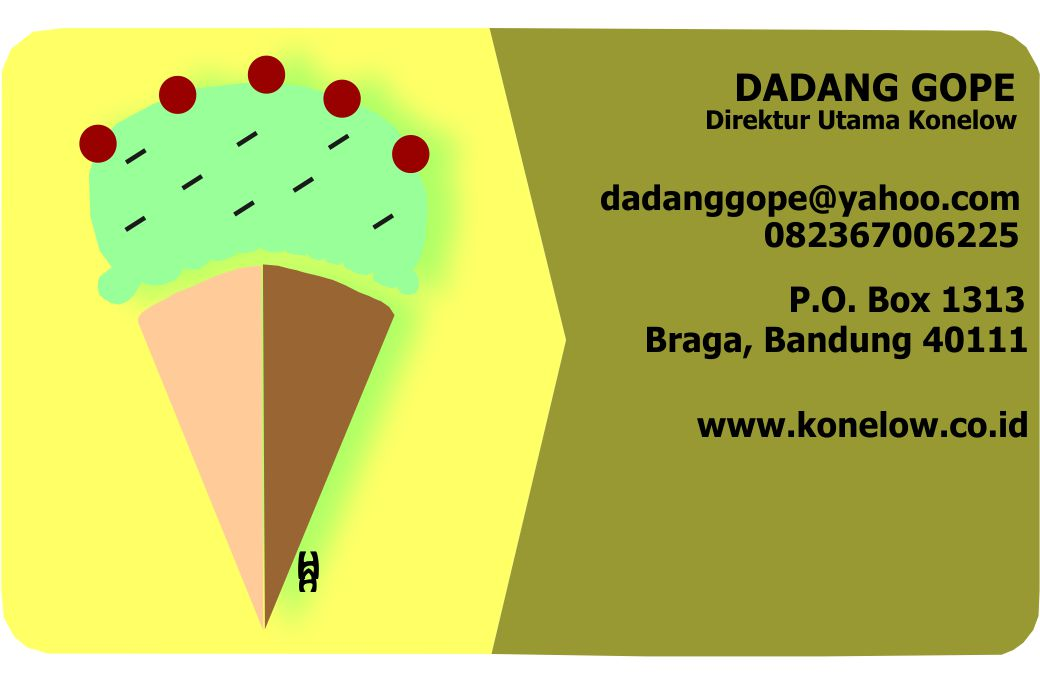 DADANG GOPE
Direktur Utama Konelow
dadanggope@yahoo.com
082367006225
P.O. Box 1313
Braga, Bandung 40111
www.konelow.co.id